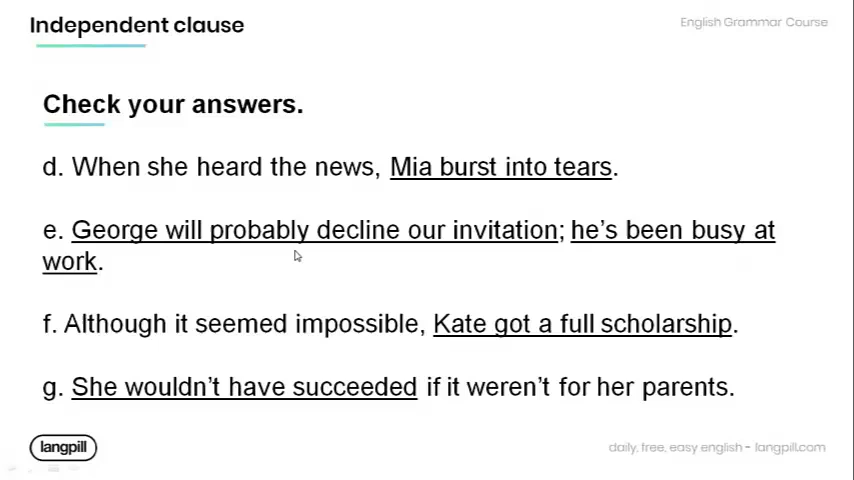 Independent clause
English Grammar Course
Check your answers.
d. When she heard the news, Mia burst into tears.
e. George will probably decline our invitation; he's been busy at
work.
f. Although it seemed impossible, Kate got a full scholarship.
g. She wouldn't have succeeded if it weren't for her parents.
langpill
daily, free, easy english - langpill.com